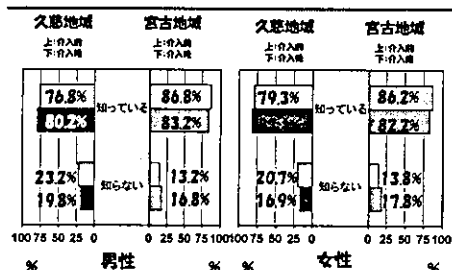 久慈地域 宮古地域 久慈地域 宮古地域
上:介入前 上:介入前 上:介入前 上:介入前
下:介入後 下:介入後 下:介入後 下:介入後
76.8% 知っている 86.8% 79.3% 知っている 86.2%
80.2% 83.2% 82.2%
23.2% 知らない 13.2% 20.7% 知らない 13.8%
19.8% 16.8% 16.9% 17.8%
100 75 50 25 0 0 25 50 75 100 100 75 50 25 0 0 25 50 75 100
% 男性 % % 女性 %